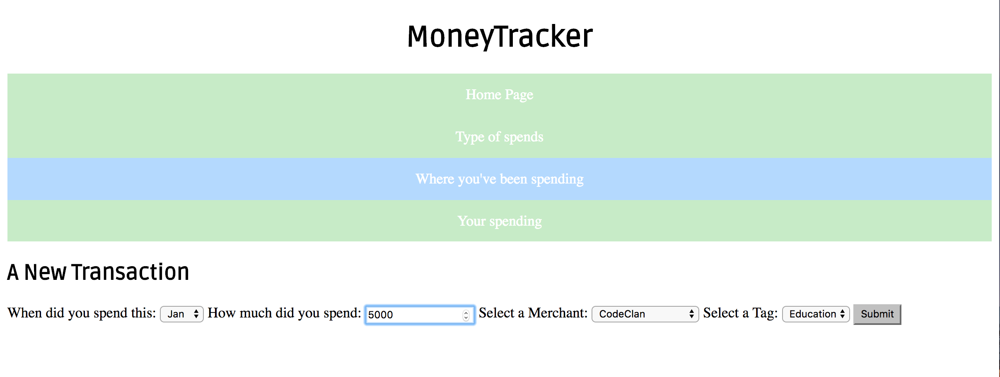 MoneyTracker
Home Page
Type of spends
Where you've been spending
Your spending
A New Transaction
When did you spend this: Jan How much did you spend: 5000 Select a Merchant: CodeClan Select a Tag: Education Submit